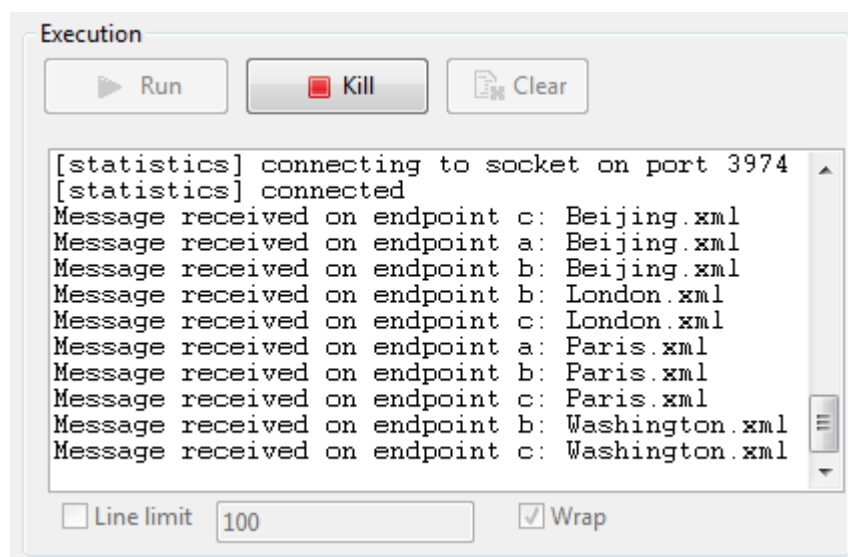 Execution
Run Kill Clear
[statistics] connecting to socket on port 3974
[statistics] connected
Message received on endpoint c: Beijing.xml
Message received on endpoint a: Beijing.xml
Message received on endpoint b: Beijing.xml
Message received on endpoint b: London.xml
Message received on endpoint c: London.xml
Message received on endpoint a: Paris.xml
Message received on endpoint b: Paris.xml
Message received on endpoint c: Paris.xml
Message received on endpoint b: Washington.xml
Message received on endpoint c: Washington.xml
Line limit 100 Wrap